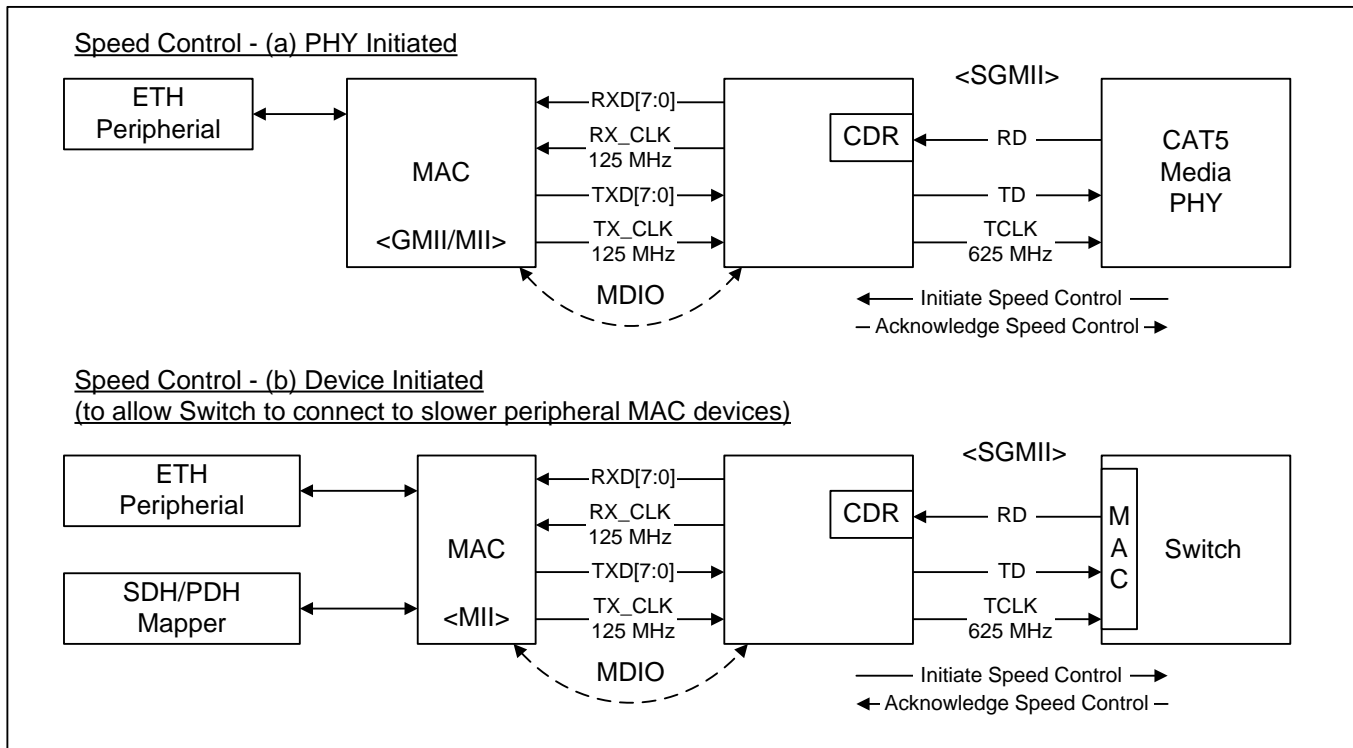 Speed Control - (a) PHY Initiated
<SGMII>
ETH
Peripherial
MAC
<GMII/MII>
RXD[7:0]
RX_CLK
125 MHz
TXD[7:0]
TX_CLK
125 MHz
MDIO
CDR
RD
TD
TCLK
625 MHz
CAT5
Media
PHY
Initiate Speed Control
Acknowledge Speed Control
Speed Control - (b) Device Initiated
(to allow Switch to connect to slower peripheral MAC devices)
<SGMII>
ETH
Peripherial
SDH/PDH
Mapper
MAC
<MII>
RXD[7:0]
RX_CLK
125 MHz
TXD[7:0]
TX_CLK
125 MHz
MDIO
CDR
RD
TD
TCLK
625 MHz
M
A
C
Switch
Initiate Speed Control
Acknowledge Speed Control